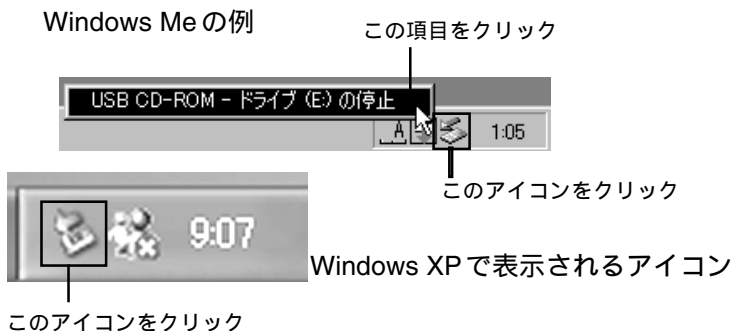 Windows Meの例
この項目をクリック
USB CD-ROM - ドライブ (E:) の停止
A
1:05
このアイコンをクリック
9:07
Windows XPで表示されるアイコン
このアイコンをクリック